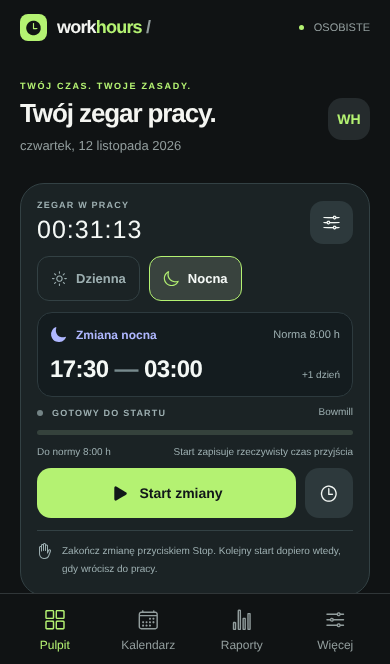 workhours /
OSOBISTE
TWÓJ CZAS. TWOJE ZASADY.
Twój zegar pracy.
WH
czwartek, 12 listopada 2026
ZEGAR W PRACY
00:31:13
Dzienna
Nocna
Zmiana nocna
Norma 8:00 h
17:30 — 03:00
+1 dzień
GOTOWY DO STARTU
Bowmill
Do normy 8:00 h
Start zapisuje rzeczywisty czas przyjścia
Start zmiany
Zakończ zmianę przyciskiem Stop. Kolejny start dopiero wtedy,
gdy wrócisz do pracy.
Pulpit
Kalendarz
Raporty
Więcej